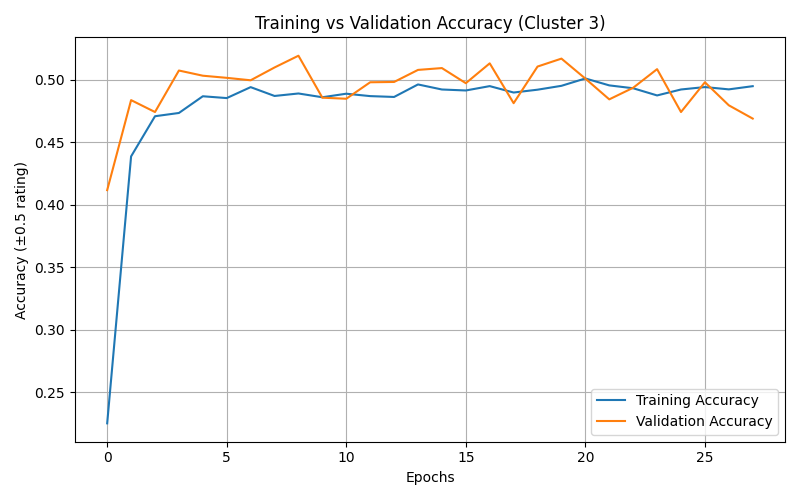 Training vs Validation Accuracy (Cluster 3)
Accuracy (±0.5 rating)
0.50
0.45
0.40
0.35
0.30
0.25
0 5 10 15 20 25
Epochs
Training Accuracy
Validation Accuracy